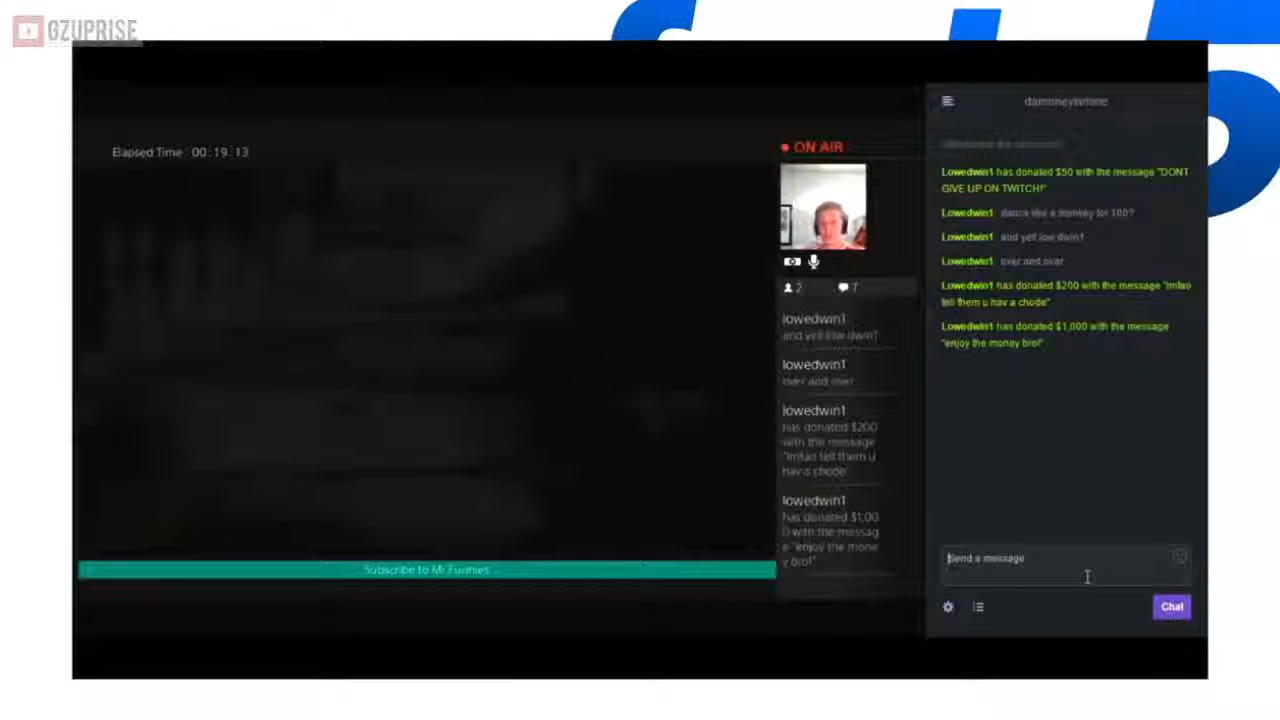 GZUPRISE
Elapsed Time : 00:19:13
ON AIR
2
7
lowedwin1
and yell low dwin1
lowedwin1
over and over
lowedwin1
has donated $200
with the message
"lmfao tell them u
hav a chode"
lowedwin1
has donated $1,00
0 with the messag
e "enjoy the mone
y bro!"
Subscribe to Mr.Funnies
Lowedwin1 has donated $50 with the message "DONT
GIVE UP ON TWITCH!"
Lowedwin1 dance like a monkey for 100?
Lowedwin1 and yell low dwin1
Lowedwin1 over and over
Lowedwin1 has donated $200 with the message "lmfao
tell them u hav a chode"
Lowedwin1 has donated $1,000 with the message
"enjoy the money bro!"
Send a message
Chat